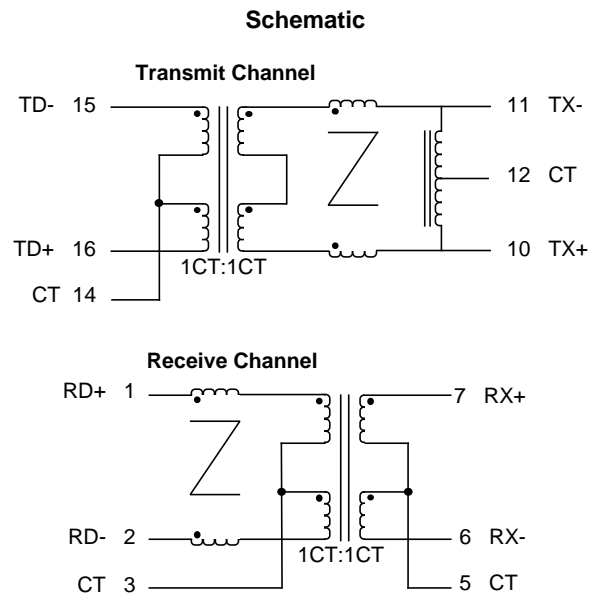 Schematic
Transmit Channel
TD- 15
11 TX-
12 CT
TD+ 16
10 TX+
1CT:1CT
CT 14
Receive Channel
RD+ 1
7 RX+
RD- 2
6 RX-
1CT:1CT
CT 3
5 CT